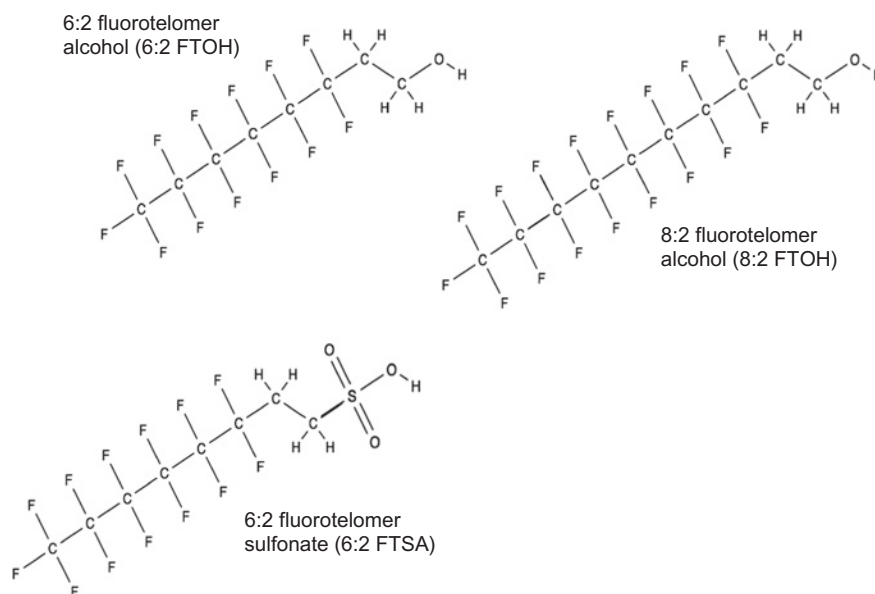 6:2 fluorotelomer
alcohol (6:2 FTOH)
8:2 fluorotelomer
alcohol (8:2 FTOH)
6:2 fluorotelomer
sulfonate (6:2 FTSA)